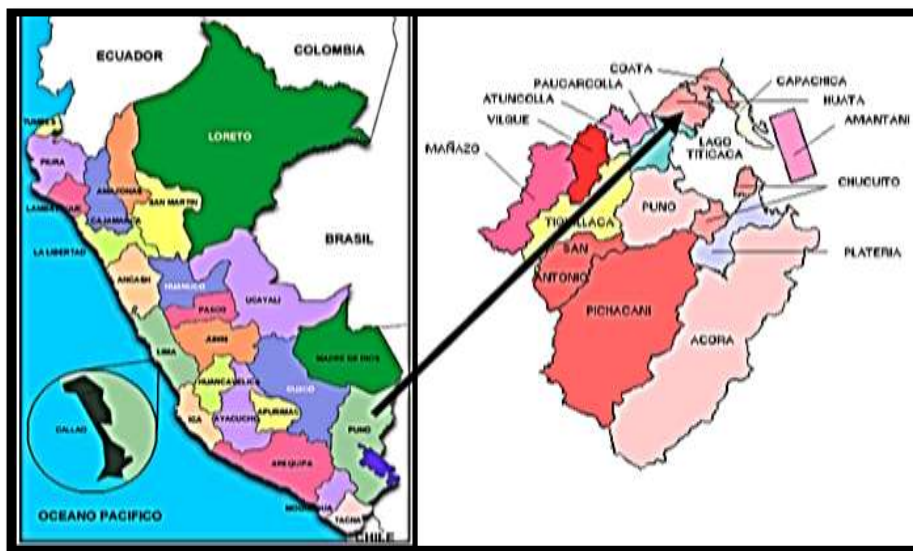 ECUADOR
COLOMBIA
TUMBES
LORETO
PIURA
AMAZONAS
LAMBAYEQUE
SAN MARTIN
CAJAMARCA
BRASIL
LA LIBERTAD
ANCASH
HUANUCO
UCAYALI
PASCO
LIMA
JUNIN
MADRE DE DIOS
HUANCAVELICA
CUSCO
CALLAO
ICA
AYACUCHO
APURIMAC
PUNO
AREQUIPA
MOQUEGUA
OCEANO PACIFICO
TACNA
CHILE
COATA
PAUCARCOLLA
CAPACHICA
ATUNCOLLA
HUATA
VILQUE
AMANTANI
MAÑAZO
LAGO
TITICACA
CHUCUITO
PUNO
TIQUILLACA
SAN
ANTONIO
PLATERIA
PICHACANI
ACORA